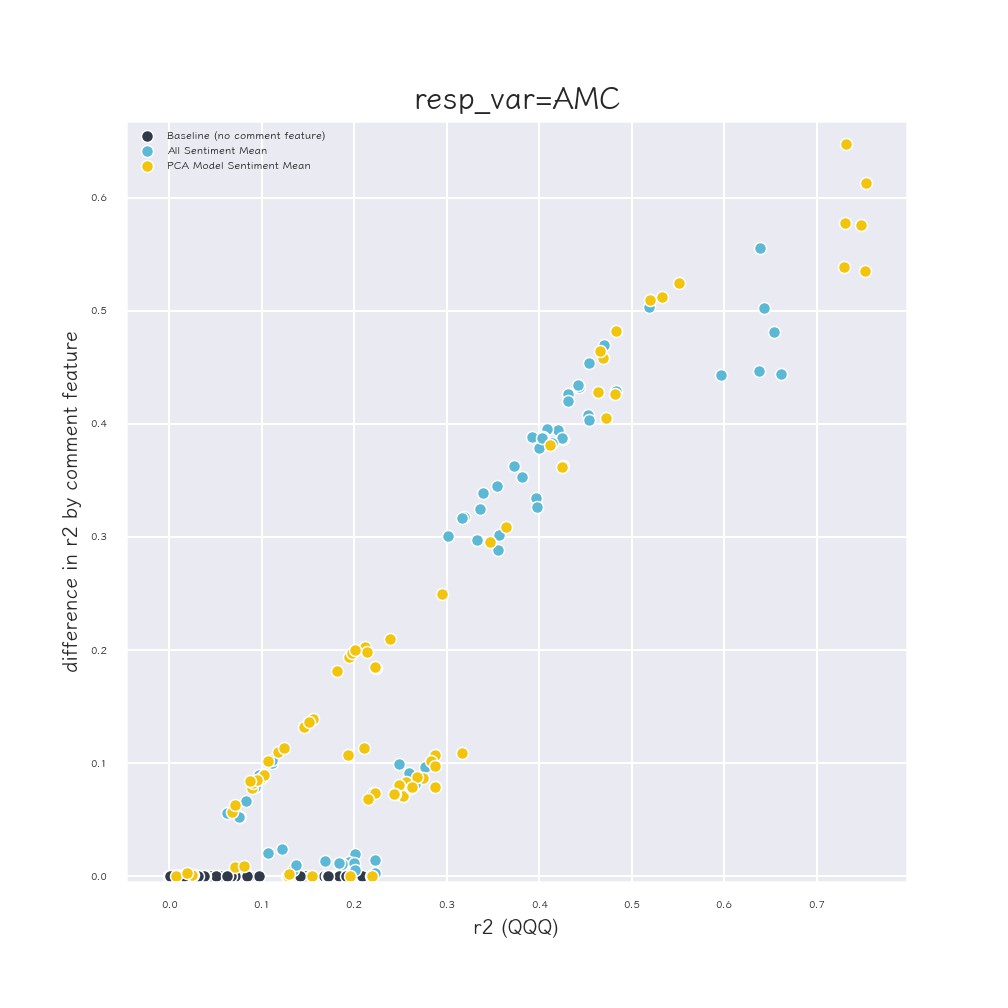 resp_var=AMC
Baseline (no comment feature)
All Sentiment Mean
PCA Model Sentiment Mean
difference in r2 by comment feature
0.6
0.5
0.4
0.3
0.2
0.1
0.0
0.0 0.1 0.2 0.3 0.4 0.5 0.6 0.7
r2 (QQQ)